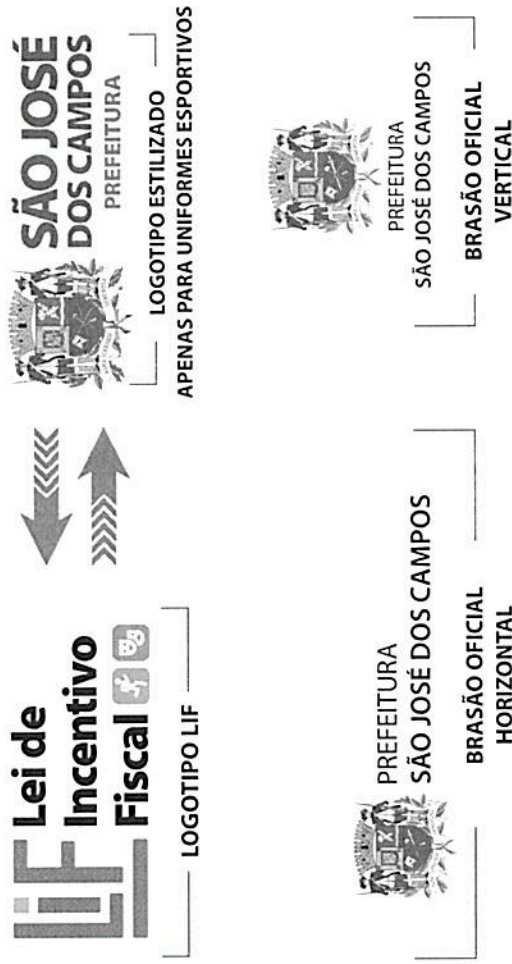 LiF
Lei de
Incentivo
Fiscal
LOGOTIPO LIF
SÃO JOSÉ
DOS CAMPOS
PREFEITURA
LOGOTIPO ESTILIZADO
APENAS PARA UNIFORMES ESPORTIVOS
PREFEITURA
SÃO JOSÉ DOS CAMPOS
BRASÃO OFICIAL
HORIZONTAL
PREFEITURA
SÃO JOSÉ DOS CAMPOS
BRASÃO OFICIAL
VERTICAL